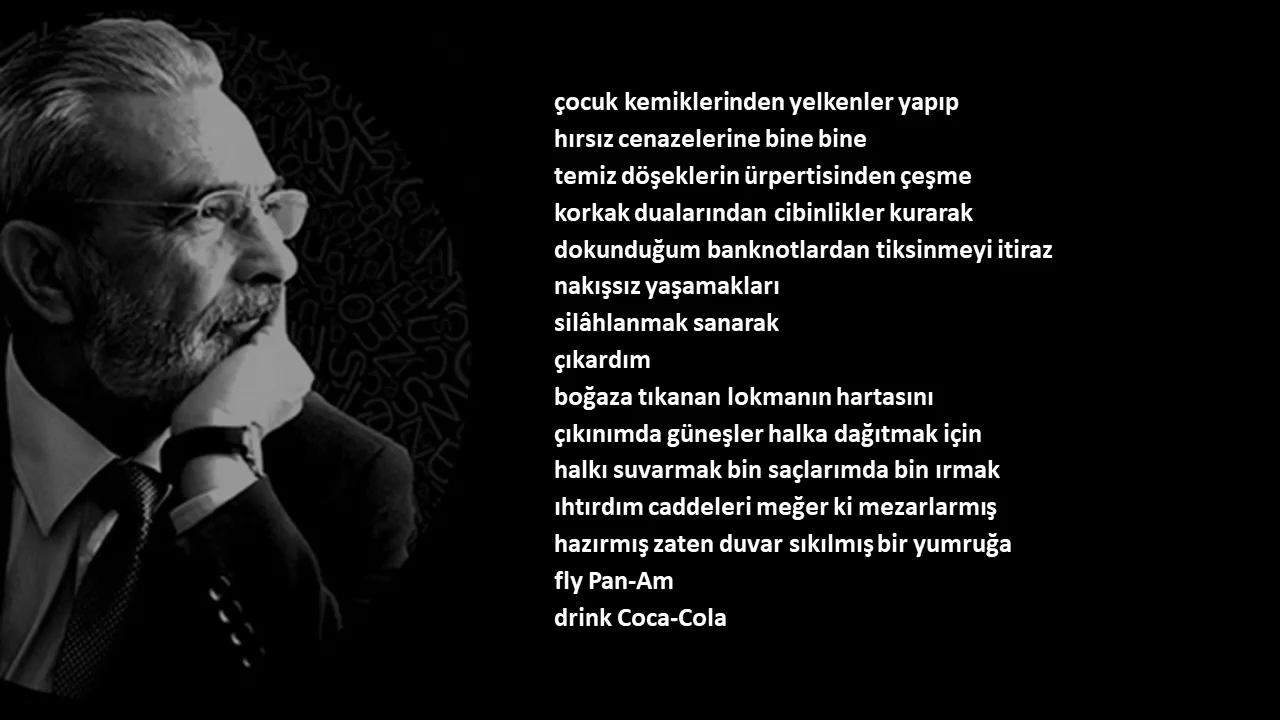 çocuk kemiklerinden yelkenler yapıp
hırsız cenazelerine bine bine
temiz döşeklerin ürpertisinden çeşme
korkak dualarından cibinlikler kurarak
dokunduğum banknotlardan tiksinmeyi itiraz
nakışsız yaşamakları
silâhlanmak sanarak
çıkardım
boğaza tıkanan lokmanın hartasını
çıkınımda güneşler halka dağıtmak için
halkı suvarmak bin saçlarımda bin ırmak
ıhtırdım caddeleri meğer ki mezarlarmış
hazırmış zaten duvar sıkılmış bir yumruğa
fly Pan-Am
drink Coca-Cola